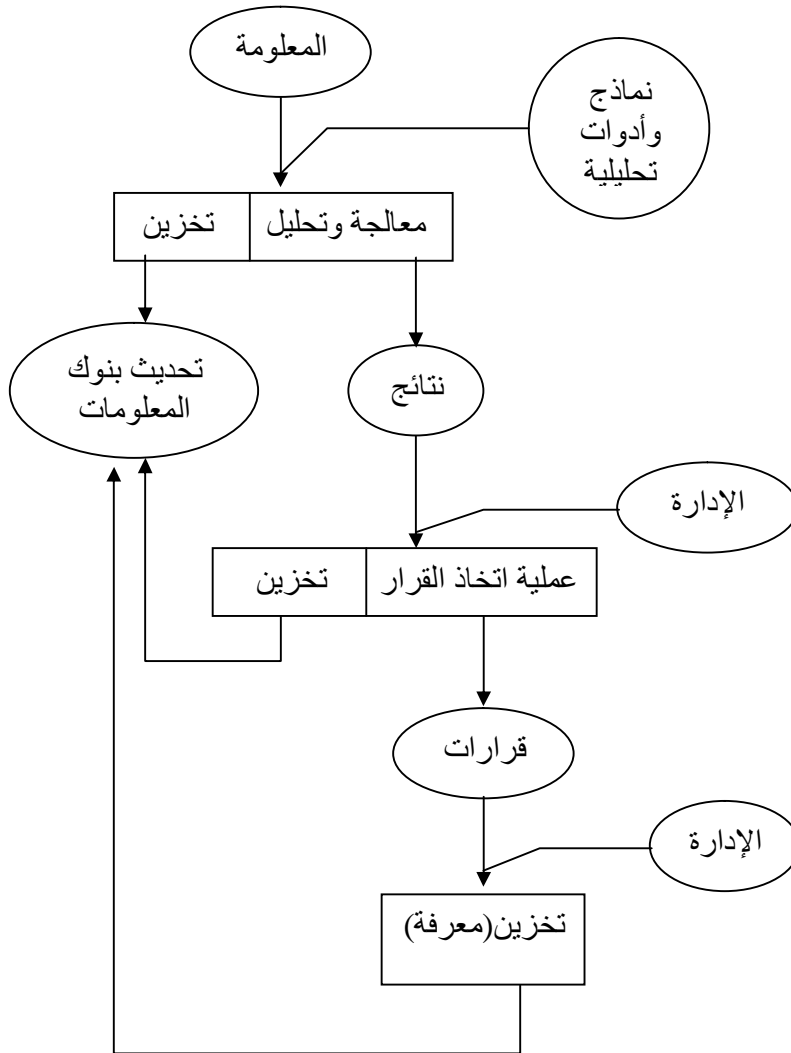 المعلومة
نماذج
وأدوات
تحليلية
معالجة وتحليل
تخزين
تحديث بنوك
المعلومات
نتائج
الإدارة
عملية اتخاذ القرار
تخزين
قرارات
الإدارة
تخزين(معرفة)